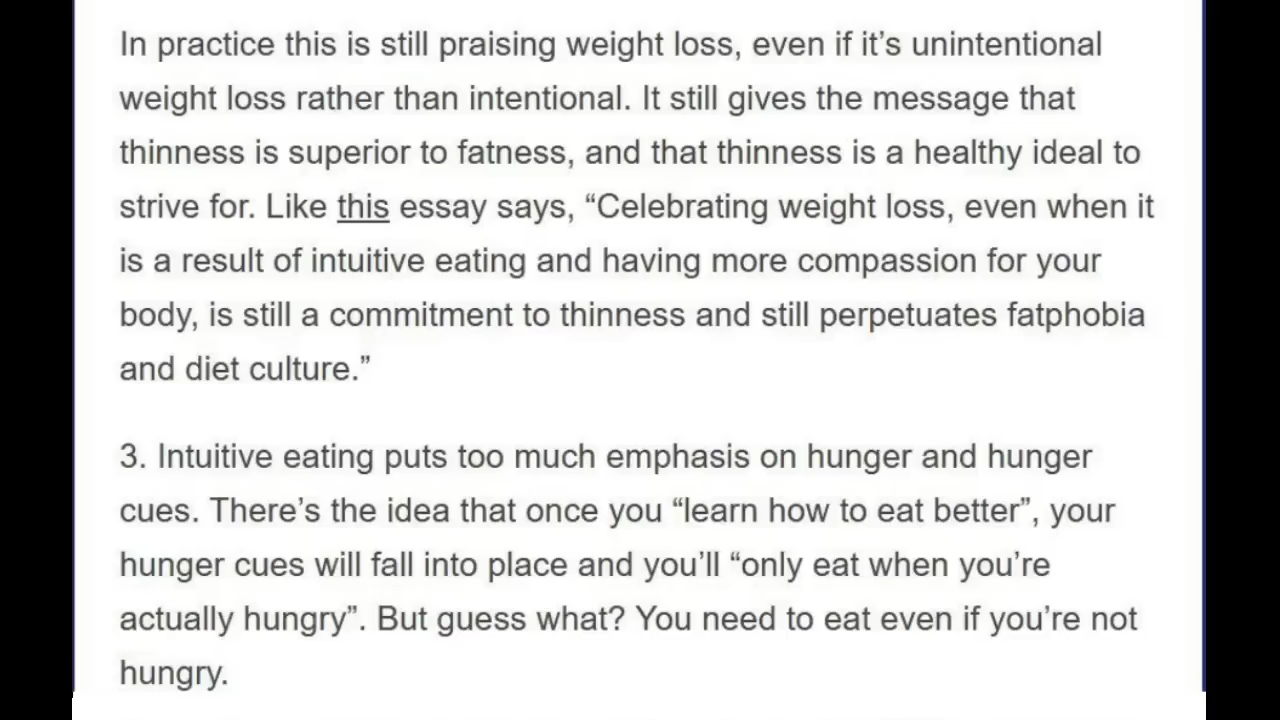 In practice this is still praising weight loss, even if it’s unintentional
weight loss rather than intentional. It still gives the message that
thinness is superior to fatness, and that thinness is a healthy ideal to
strive for. Like this essay says, “Celebrating weight loss, even when it
is a result of intuitive eating and having more compassion for your
body, is still a commitment to thinness and still perpetuates fatphobia
and diet culture.”
3. Intuitive eating puts too much emphasis on hunger and hunger
cues. There’s the idea that once you “learn how to eat better”, your
hunger cues will fall into place and you’ll “only eat when you’re
actually hungry”. But guess what? You need to eat even if you’re not
hungry.